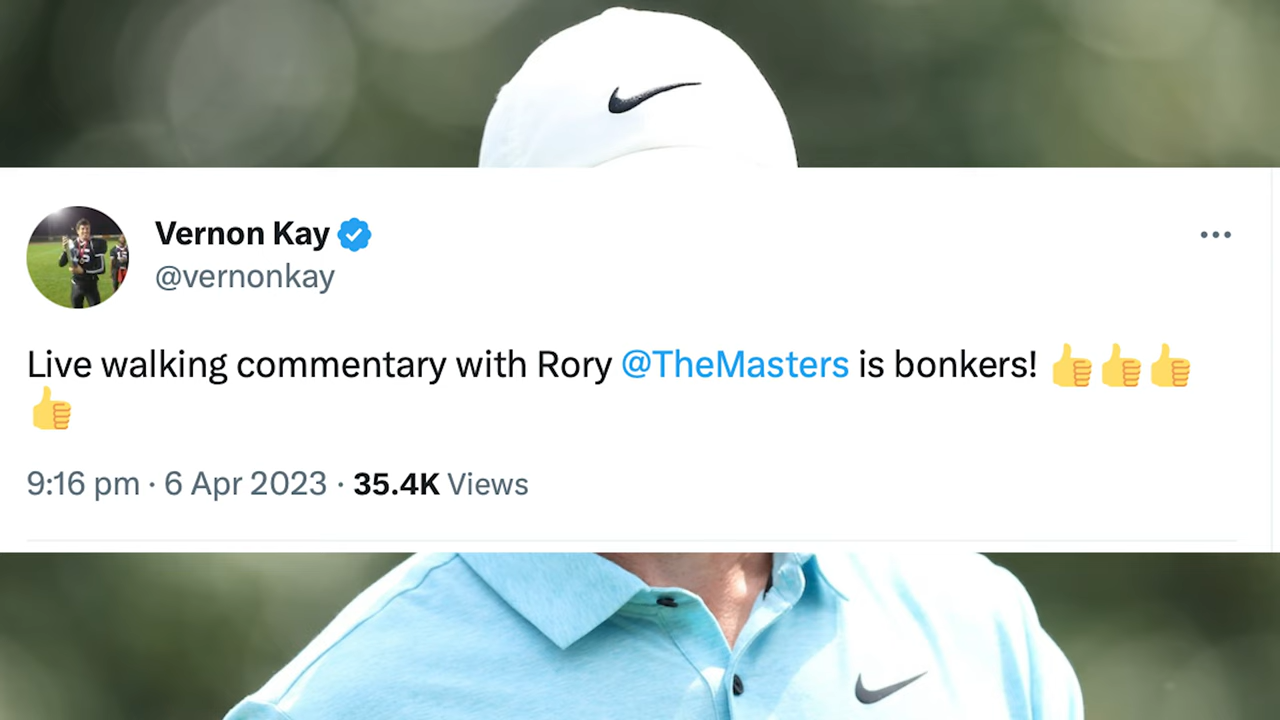 Vernon Kay
@vernonkay
Live walking commentary with Rory @TheMasters is bonkers! 👍👍👍
👍
9:16 pm · 6 Apr 2023 · 35.4K Views